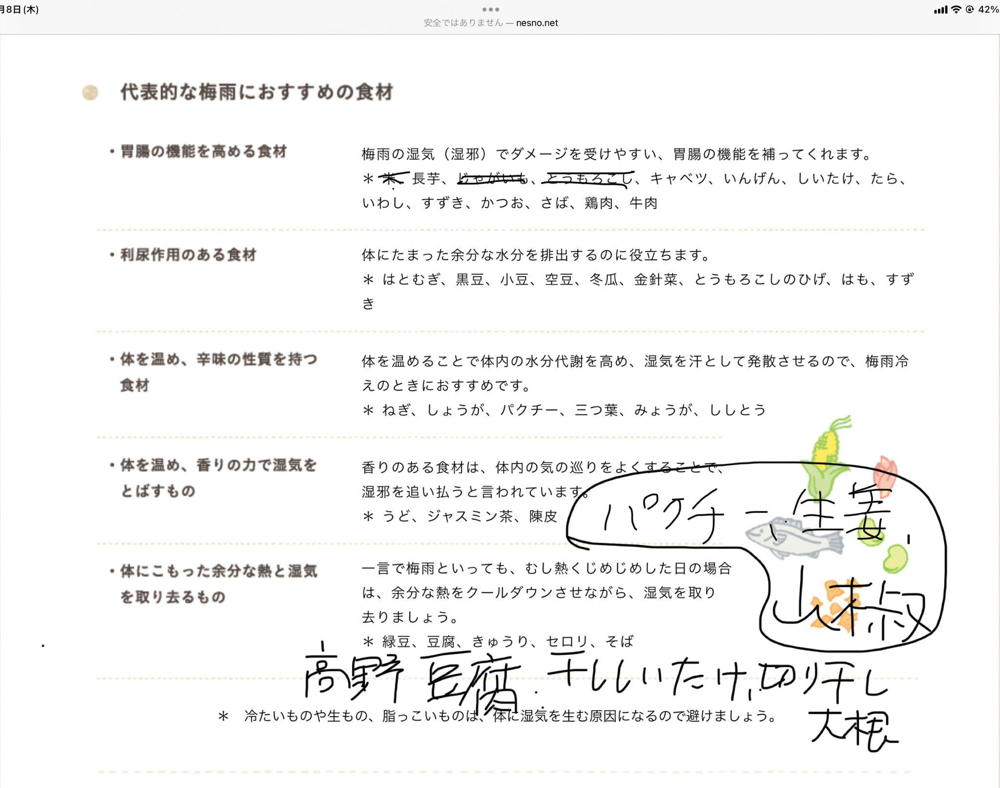 月8日(木)
42%
安全ではありません — nesno.net
代表的な梅雨におすすめの食材
・胃腸の機能を高める食材
梅雨の湿気（湿邪）でダメージを受けやすい、胃腸の機能を補ってくれます。
＊ 米、長芋、じゃがいも、とうもろこし、キャベツ、いんげん、しいたけ、たら、
いわし、すずき、かつお、さば、鶏肉、牛肉
・利尿作用のある食材
体にたまった余分な水分を排出するのに役立ちます。
＊ はとむぎ、黒豆、小豆、空豆、冬瓜、金針菜、とうもろこしのひげ、はも、すず
き
・体を温め、辛味の性質を持つ
食材
体を温めることで体内の水分代謝を高め、湿気を汗として発散させるので、梅雨冷
えのときにおすすめです。
＊ ねぎ、しょうが、パクチー、三つ葉、みょうが、ししとう
・体を温め、香りの力で湿気を
とばすもの
香りのある食材は、体内の気の巡りをよくすることで、
湿邪を追い払うと言われています。
＊ うど、ジャスミン茶、陳皮
パクチー、生姜、
山椒
・体にこもった余分な熱と湿気
を取り去るもの
一言で梅雨といっても、むし熱くじめじめした日の場合
は、余分な熱をクールダウンさせながら、湿気を取り
去りましょう。
＊ 緑豆、豆腐、きゅうり、セロリ、そば
高野豆腐、干ししいたけ、切り干し
大根
＊ 冷たいものや生もの、脂っこいものは、体に湿気を生む原因になるので避けましょう。